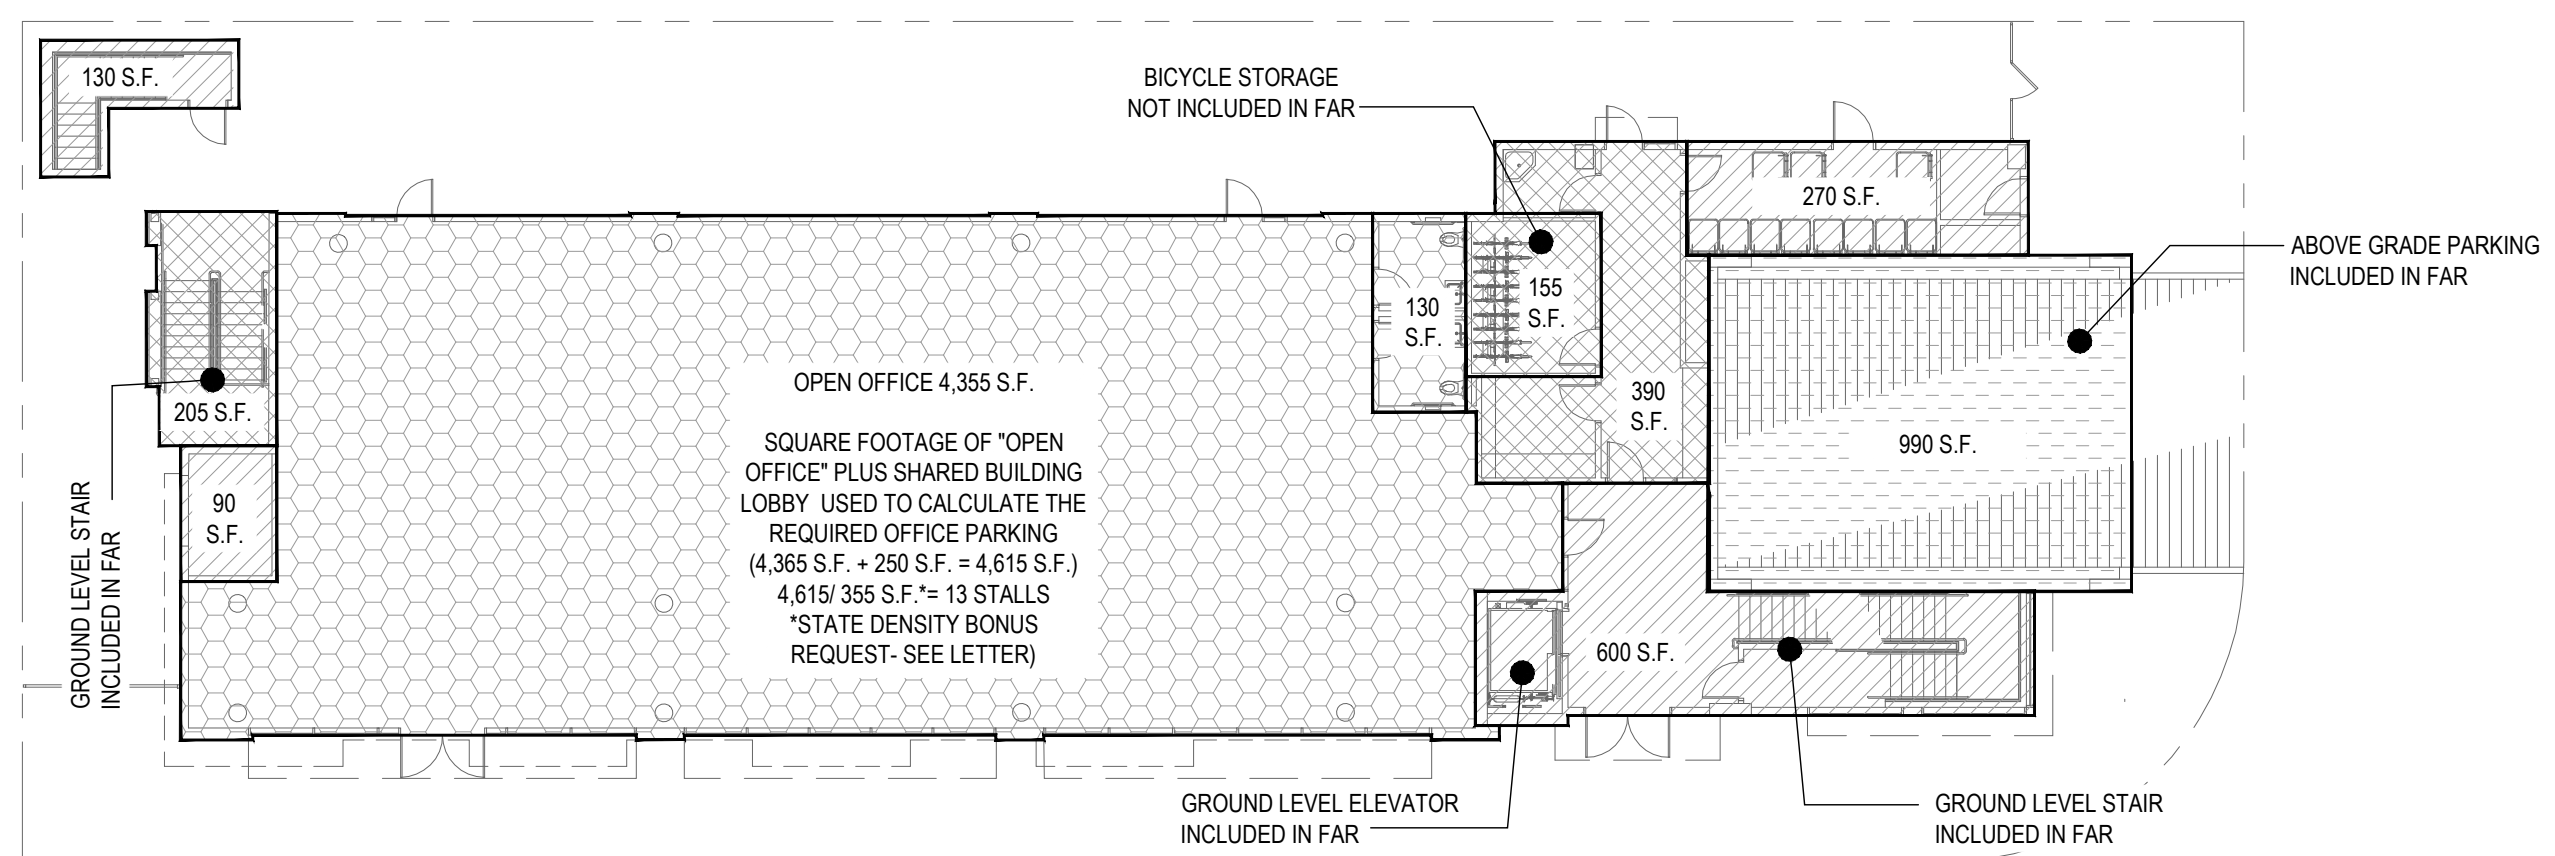 130 S.F.
BICYCLE STORAGE
NOT INCLUDED IN FAR
270 S.F.
ABOVE GRADE PARKING
INCLUDED IN FAR
130
S.F.
155
S.F.
205 S.F.
390
S.F.
990 S.F.
OPEN OFFICE 4,355 S.F.
SQUARE FOOTAGE OF "OPEN
OFFICE" PLUS SHARED BUILDING
LOBBY USED TO CALCULATE THE
REQUIRED OFFICE PARKING
(4,365 S.F. + 250 S.F. = 4,615 S.F.)
4,615/ 355 S.F.*= 13 STALLS
*STATE DENSITY BONUS
REQUEST- SEE LETTER)
90
S.F.
GROUND LEVEL STAIR
INCLUDED IN FAR
600 S.F.
GROUND LEVEL ELEVATOR
INCLUDED IN FAR
GROUND LEVEL STAIR
INCLUDED IN FAR